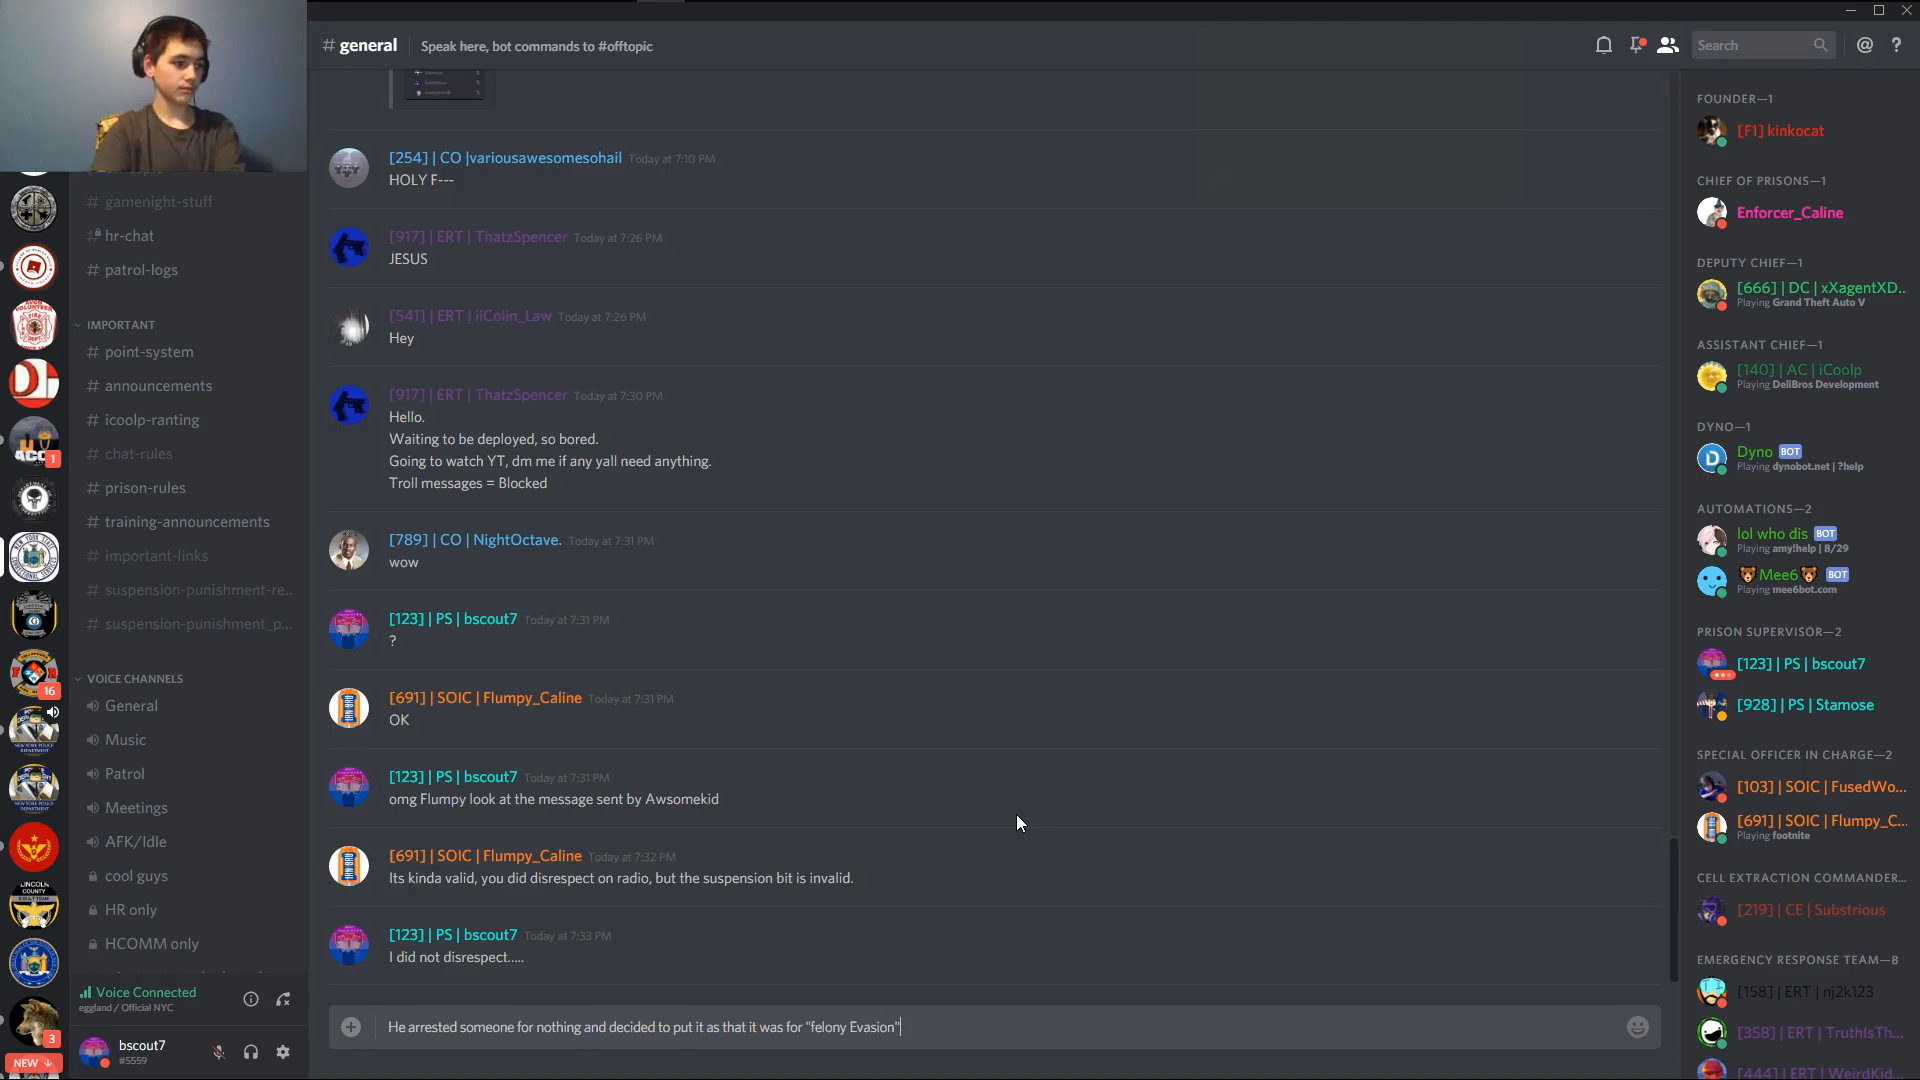 # general
Speak here, bot commands to #offtopic
Search
# gamenight-stuff
# hr-chat
# patrol-logs
IMPORTANT
# point-system
# announcements
# icoolp-ranting
# chat-rules
# prison-rules
# training-announcements
# important-links
# suspension-punishment-re...
# suspension-punishment_p...
VOICE CHANNELS
General
Music
Patrol
Meetings
AFK/Idle
cool guys
HR only
HCOMM only
Voice Connected
eggland / Official NYC
bscout7
#5559
1
16
3
NEW
[254] | CO |variousawesomesohail Today at 7:10 PM
HOLY F---
[917] | ERT | ThatzSpencer Today at 7:26 PM
JESUS
[541] | ERT | iiColin_Law Today at 7:26 PM
Hey
[917] | ERT | ThatzSpencer Today at 7:30 PM
Hello.
Waiting to be deployed, so bored.
Going to watch YT, dm me if any yall need anything.
Troll messages = Blocked
[789] | CO | NightOctave. Today at 7:31 PM
wow
[123] | PS | bscout7 Today at 7:31 PM
?
[691] | SOIC | Flumpy_Caline Today at 7:31 PM
OK
[123] | PS | bscout7 Today at 7:31 PM
omg Flumpy look at the message sent by Awsomekid
[691] | SOIC | Flumpy_Caline Today at 7:32 PM
Its kinda valid, you did disrespect on radio, but the suspension bit is invalid.
[123] | PS | bscout7 Today at 7:33 PM
I did not disrespect.....
He arrested someone for nothing and decided to put it as that it was for "felony Evasion"
FOUNDER—1
[F1] kinkocat
CHIEF OF PRISONS—1
Enforcer_Caline
DEPUTY CHIEF—1
[666] | DC | xXagentXD...
Playing Grand Theft Auto V
ASSISTANT CHIEF—1
[140] | AC | iCoolp
Playing DeliBros Development
DYNO—1
Dyno BOT
Playing dynobot.net | ?help
AUTOMATIONS—2
lol who dis BOT
Playing amy!help | 8/29
Mee6 BOT
Playing mee6bot.com
PRISON SUPERVISOR—2
[123] | PS | bscout7
[928] | PS | Stamose
SPECIAL OFFICER IN CHARGE—2
[103] | SOIC | FusedWo...
[691] | SOIC | Flumpy_C...
Playing footnite
CELL EXTRACTION COMMANDER...
[219] | CE | Substrious
EMERGENCY RESPONSE TEAM—8
[158] | ERT | nj2k123
[358] | ERT | TruthIsTh...
[444] | ERT | WeirdKid...